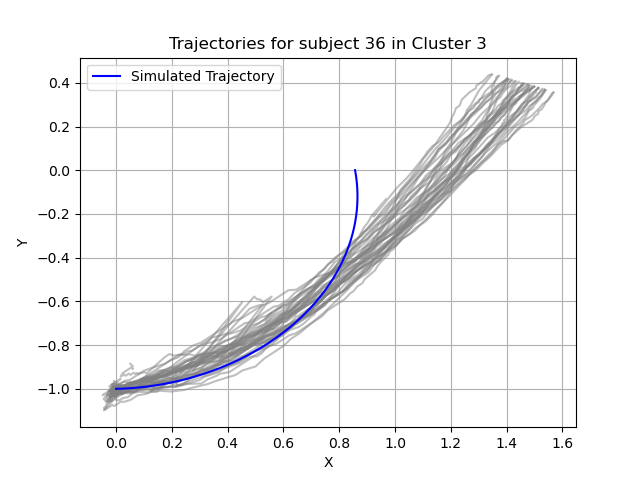 Trajectories for subject 36 in Cluster 3
Simulated Trajectory
0.4
0.2
0.0
−0.2
−0.4
−0.6
−0.8
−1.0
Y
0.0 0.2 0.4 0.6 0.8 1.0 1.2 1.4 1.6
X